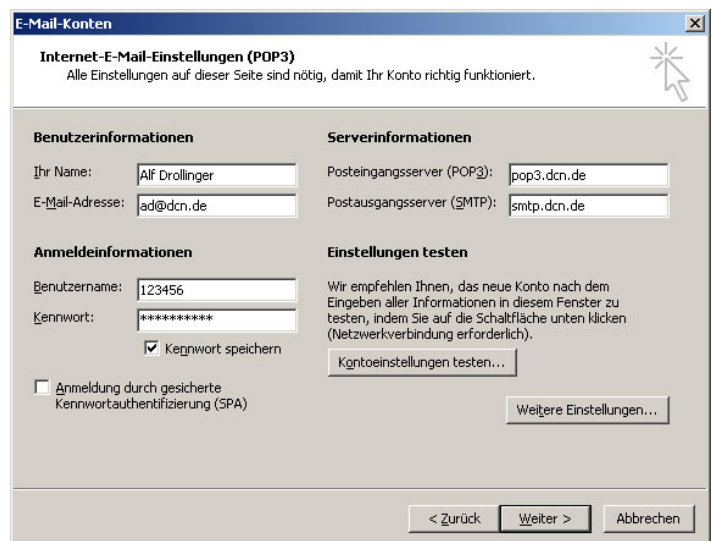 E-Mail-Konten
Internet-E-Mail-Einstellungen (POP3)
Alle Einstellungen auf dieser Seite sind nötig, damit Ihr Konto richtig funktioniert.
Benutzerinformationen
Ihr Name: Alf Drollinger
E-Mail-Adresse: ad@dcn.de
Serverinformationen
Posteingangsserver (POP3): pop3.dcn.de
Postausgangsserver (SMTP): smtp.dcn.de
Anmeldeinformationen
Benutzername: 123456
Kennwort: **********
Kennwort speichern
Anmeldung durch gesicherte
Kennwortauthentifizierung (SPA)
Einstellungen testen
Wir empfehlen Ihnen, das neue Konto nach dem
Eingeben aller Informationen in diesem Fenster zu
testen, indem Sie auf die Schaltfläche unten klicken
(Netzwerkverbindung erforderlich).
Kontoeinstellungen testen...
Weitere Einstellungen...
< Zurück
Weiter >
Abbrechen